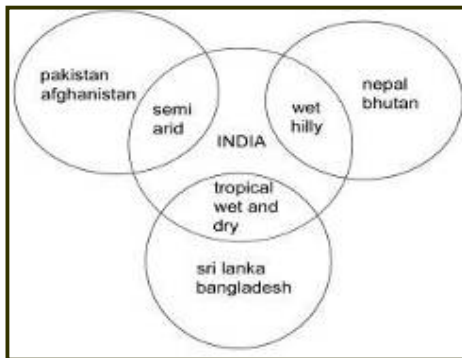 pakistan
afghanistan
semi
arid
INDIA
wet
hilly
nepal
bhutan
tropical
wet and
dry
sri lanka
bangladesh